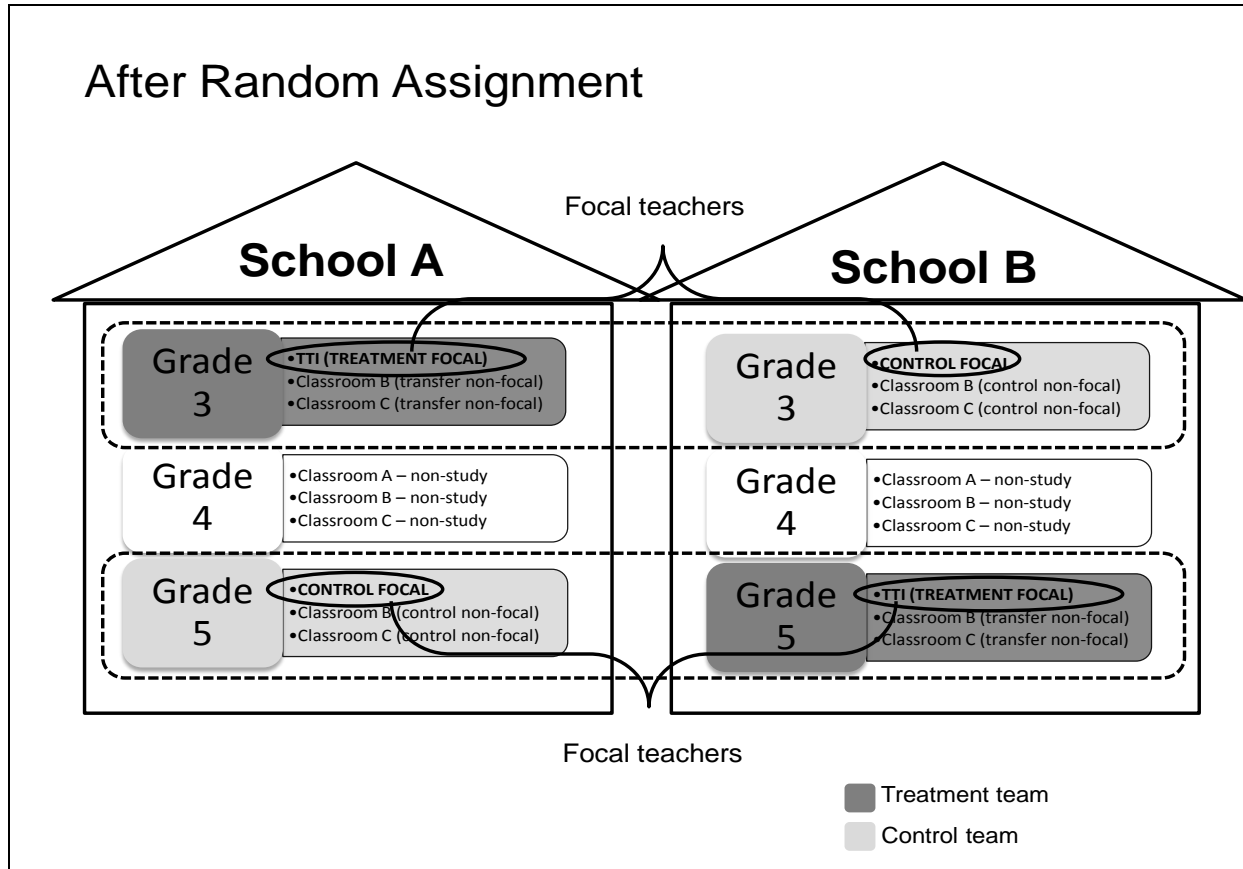 After Random Assignment
Focal teachers
School A
School B
Grade
3
•TTI (TREATMENT FOCAL)
•Classroom B (transfer non-focal)
•Classroom C (transfer non-focal)
Grade
3
•CONTROL FOCAL
•Classroom B (control non-focal)
•Classroom C (control non-focal)
Grade
4
•Classroom A – non-study
•Classroom B – non-study
•Classroom C – non-study
Grade
4
•Classroom A – non-study
•Classroom B – non-study
•Classroom C – non-study
Grade
5
•CONTROL FOCAL
•Classroom B (control non-focal)
•Classroom C (control non-focal)
Grade
5
•TTI (TREATMENT FOCAL)
•Classroom B (transfer non-focal)
•Classroom C (transfer non-focal)
Focal teachers
Treatment team
Control team